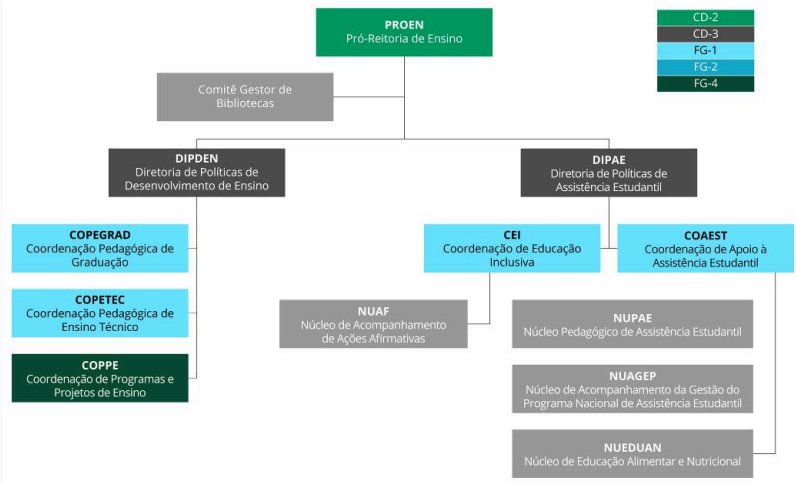 PROEN
Pró-Reitoria de Ensino
CD-2
CD-3
FG-1
FG-2
FG-4
Comitê Gestor de
Bibliotecas
DIPDEN
Diretoria de Políticas de
Desenvolvimento de Ensino
DIPAE
Diretoria de Políticas de
Assistência Estudantil
COPEGRAD
Coordenação Pedagógica de
Graduação
CEI
Coordenação de Educação
Inclusiva
COAEST
Coordenação de Apoio à
Assistência Estudantil
COPETEC
Coordenação Pedagógica de
Ensino Técnico
NUAF
Núcleo de Acompanhamento
de Ações Afirmativas
NUPAE
Núcleo Pedagógico de Assistência Estudantil
COPPE
Coordenação de Programas e
Projetos de Ensino
NUAGEP
Núcleo de Acompanhamento da Gestão do
Programa Nacional de Assistência Estudantil
NUEDUAN
Núcleo de Educação Alimentar e Nutricional